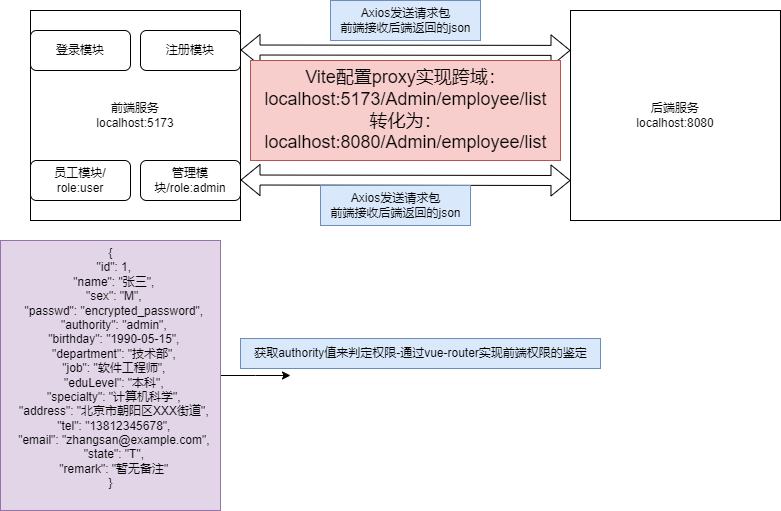 Axios发送请求包
前端接收后端返回的json
登录模块
注册模块
Vite配置proxy实现跨域：
localhost:5173/Admin/employee/list
转化为：
localhost:8080/Admin/employee/list
前端服务
localhost:5173
后端服务
localhost:8080
员工模块/
role:user
管理模
块/role:admin
Axios发送请求包
前端接收后端返回的json
{
"id": 1,
"name": "张三",
"sex": "M",
"passwd": "encrypted_password",
"authority": "admin",
"birthday": "1990-05-15",
"department": "技术部",
"job": "软件工程师",
"eduLevel": "本科",
"specialty": "计算机科学",
"address": "北京市朝阳区XXX街道",
"tel": "13812345678",
"email": "zhangsan@example.com",
"state": "T",
"remark": "暂无备注"
}
获取authority值来判定权限-通过vue-router实现前端权限的鉴定